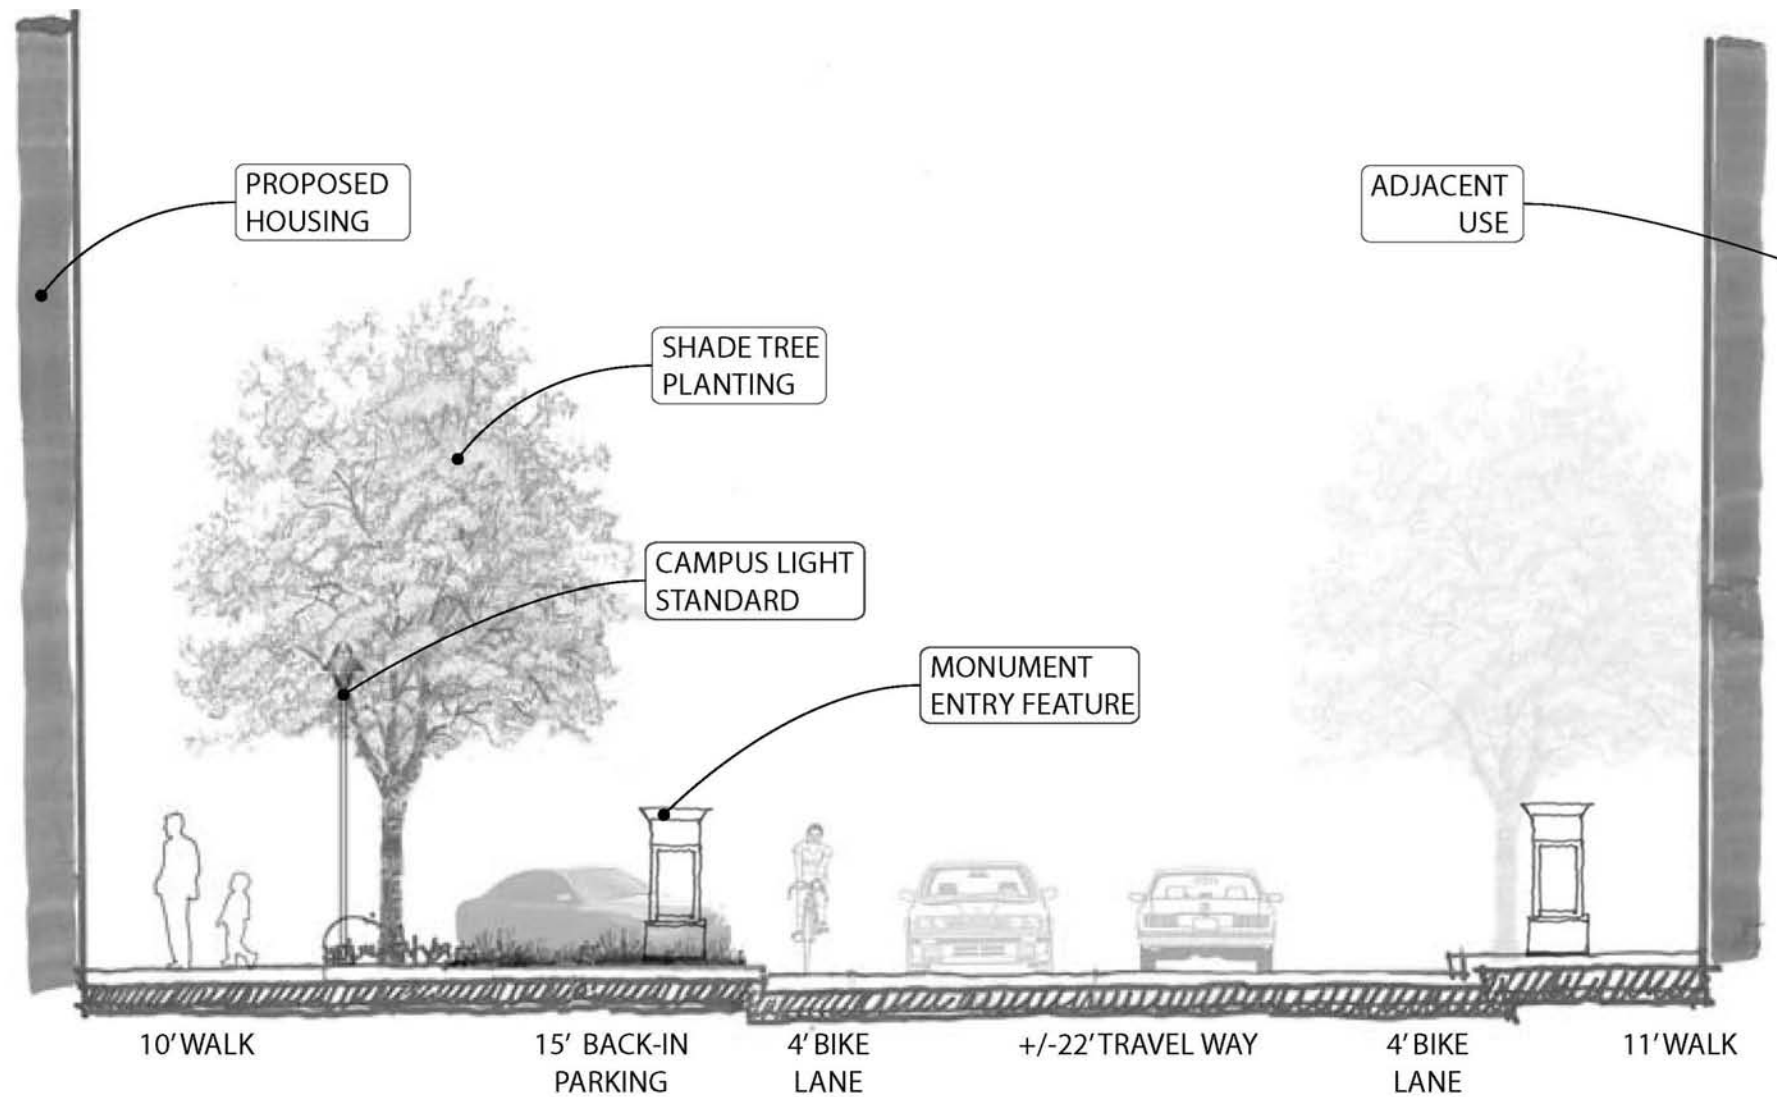 PROPOSED
HOUSING
ADJACENT
USE
SHADE TREE
PLANTING
CAMPUS LIGHT
STANDARD
MONUMENT
ENTRY FEATURE
10' WALK
15' BACK-IN
PARKING
4' BIKE
LANE
+/-22' TRAVEL WAY
4' BIKE
LANE
11' WALK